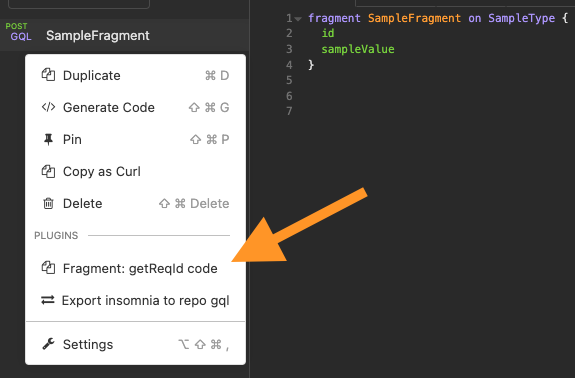 POST
GQL SampleFragment
Duplicate ⌘ D
Generate Code ⇧ ⌘ G
Pin ⇧ ⌘ P
Copy as Curl
Delete ⇧ ⌘ Delete
PLUGINS
Fragment: getReqId code
Export insomnia to repo gql
Settings ⌥ ⇧ ⌘ ,
1 fragment SampleFragment on SampleType {
2 id
3 sampleValue
4 }
5
6
7